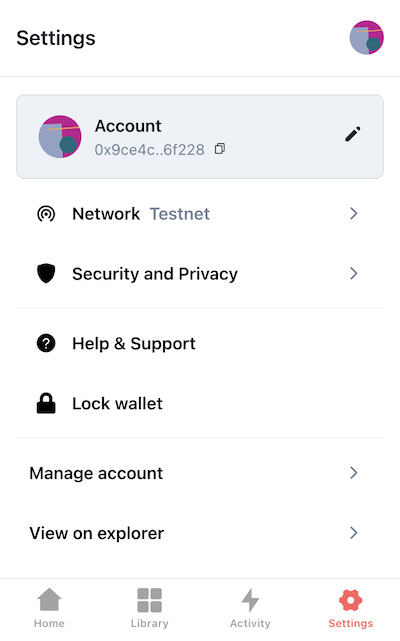 Settings
Account
0x9ce4c..6f228
Network Testnet
Security and Privacy
Help & Support
Lock wallet
Manage account
View on explorer
Home Library Activity Settings